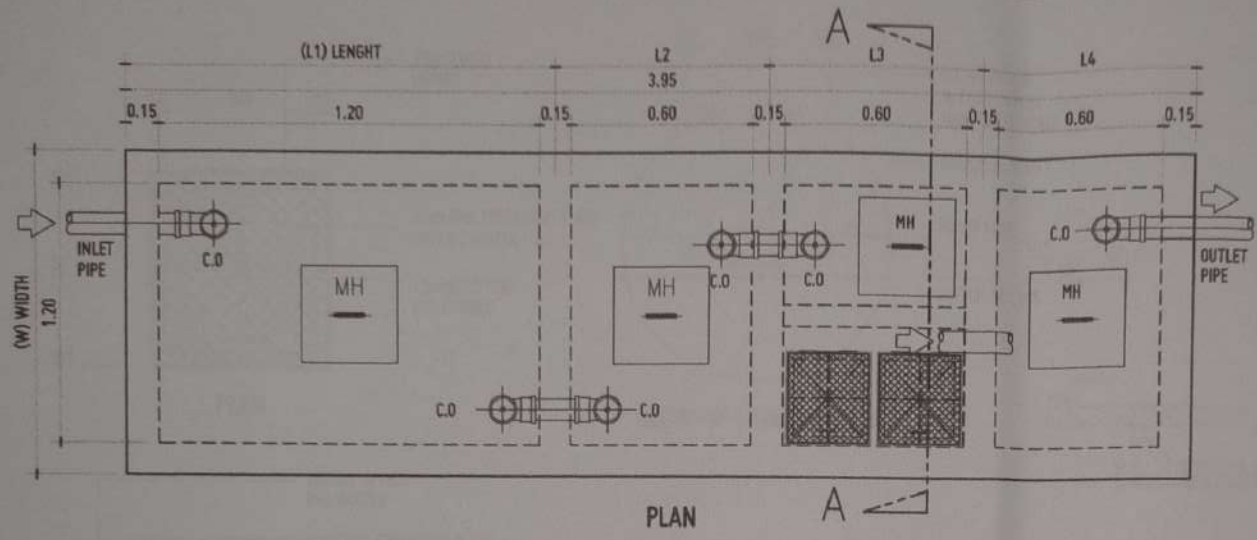 A
(L1) LENGHT L2 L3 L4
3.95
0.15 1.20 0.15 0.60 0.15 0.60 0.15 0.60 0.15
(W) WIDTH
1.20
INLET
PIPE
C.O
MH
C.O
C.O
MH
C.O
C.O
MH
C.O
MH
OUTLET
PIPE
A
PLAN